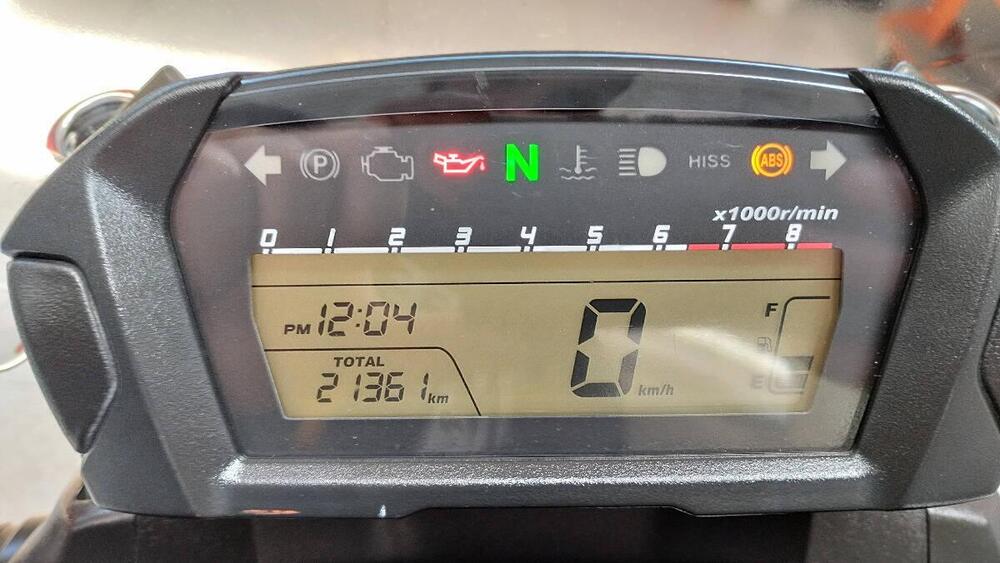 P N HISS ABS
x1000r/min
0 1 2 3 4 5 6 7 8
PM 12:04 0 km/h F
TOTAL
21361 km E